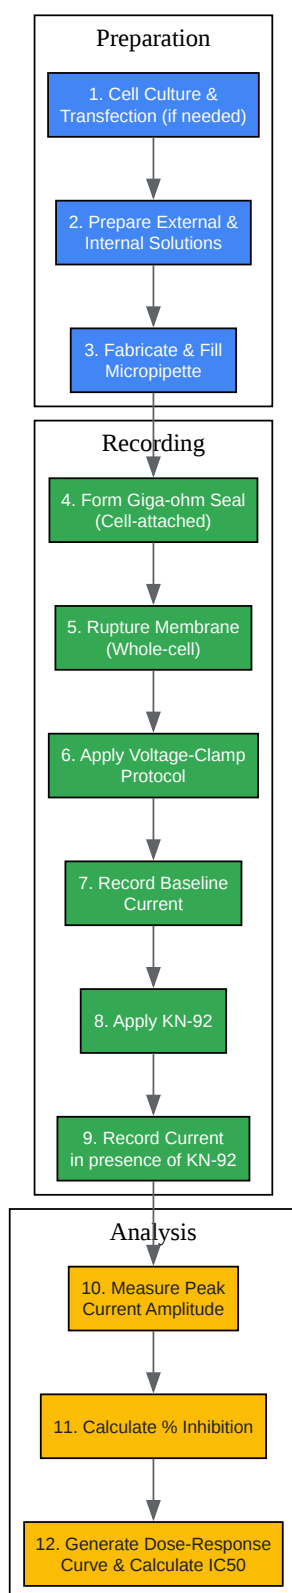 Preparation
1. Cell Culture &
Transfection (if needed)
2. Prepare External &
Internal Solutions
3. Fabricate & Fill
Micropipette
Recording
4. Form Giga-ohm Seal
(Cell-attached)
5. Rupture Membrane
(Whole-cell)
6. Apply Voltage-Clamp
Protocol
7. Record Baseline
Current
8. Apply KN-92
9. Record Current
in presence of KN-92
Analysis
10. Measure Peak
Current Amplitude
11. Calculate % Inhibition
12. Generate Dose-Response
Curve & Calculate IC50